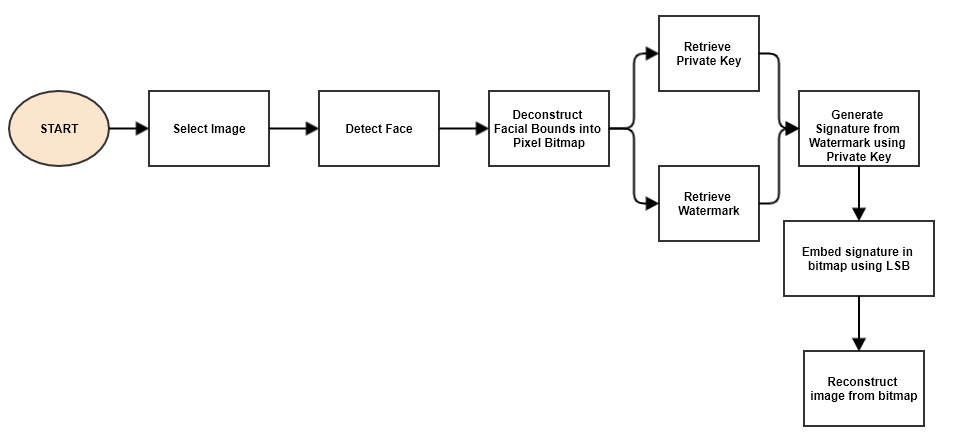 START
Select Image
Detect Face
Deconstruct
Facial Bounds into
Pixel Bitmap
Retrieve
Private Key
Retrieve
Watermark
Generate
Signature from
Watermark using
Private Key
Embed signature in
bitmap using LSB
Reconstruct
image from bitmap